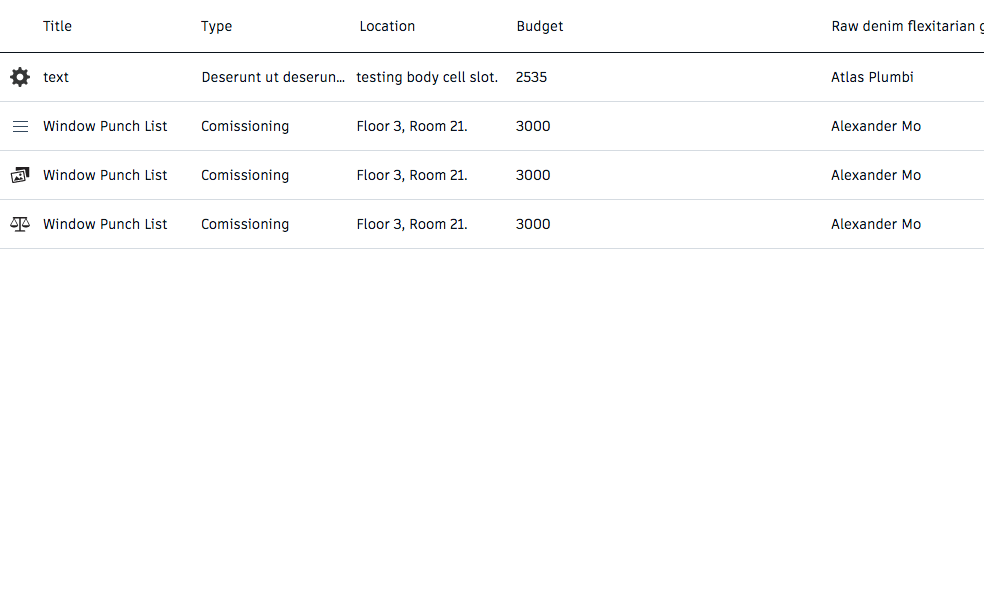 Title Type Location Budget Raw denim flexitarian
text Deserunt ut deserun... testing body cell slot. 2535 Atlas Plumbi
Window Punch List Comissioning Floor 3, Room 21. 3000 Alexander Mo
Window Punch List Comissioning Floor 3, Room 21. 3000 Alexander Mo
Window Punch List Comissioning Floor 3, Room 21. 3000 Alexander Mo